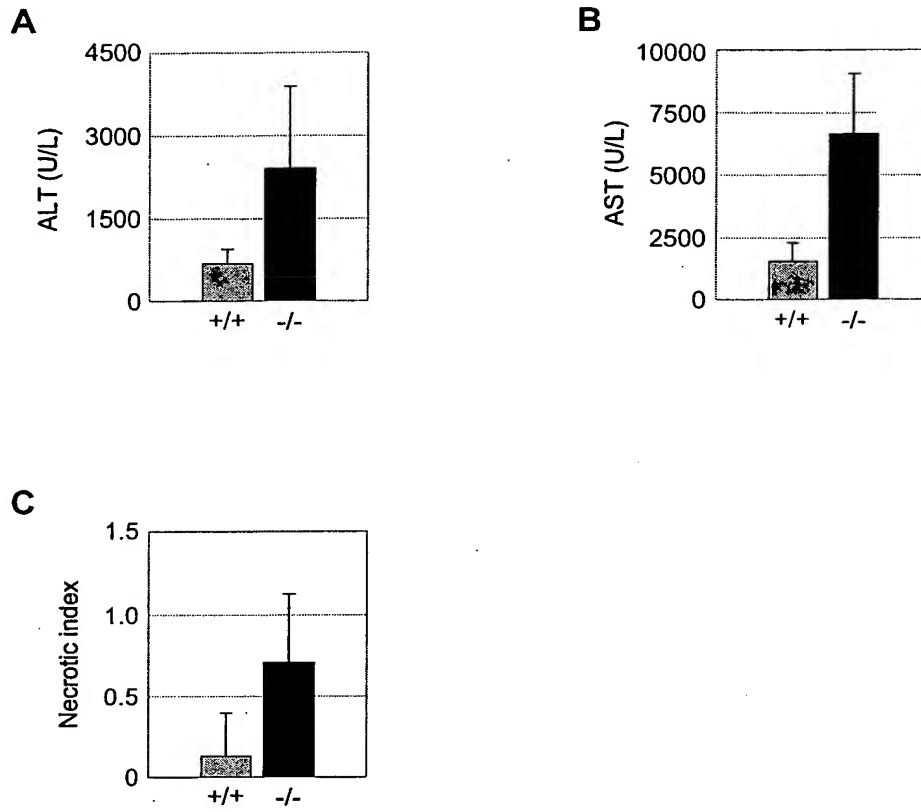 A
ALT (U/L)
4500
3000
1500
0
+/+ -/-
B
AST (U/L)
10000
7500
5000
2500
0
+/+ -/-
C
Necrotic index
1.5
1.0
0.5
0
+/+ -/-